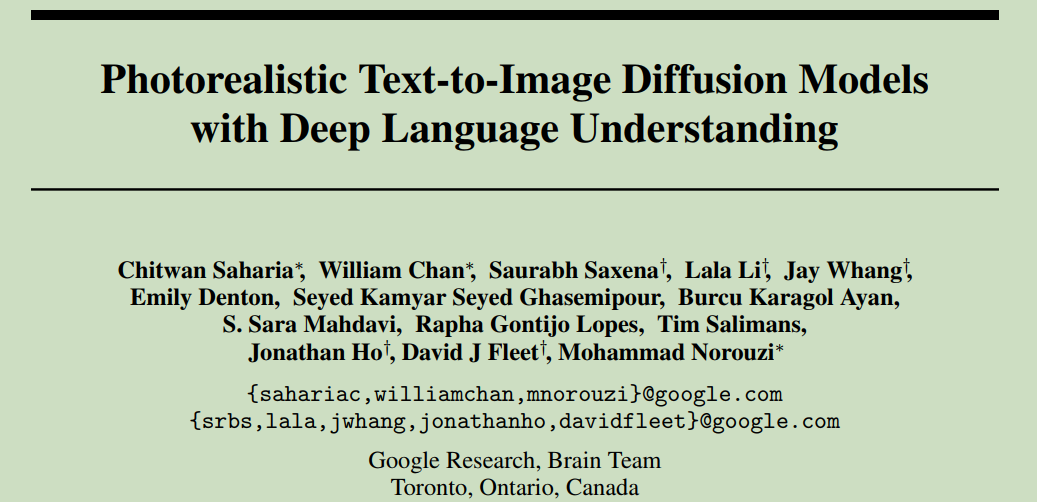 Photorealistic Text-to-Image Diffusion Models
with Deep Language Understanding
Chitwan Saharia*, William Chan*, Saurabh Saxena†, Lala Li†, Jay Whang†,
Emily Denton, Seyed Kamyar Seyed Ghasemipour, Burcu Karagol Ayan,
S. Sara Mahdavi, Rapha Gontijo Lopes, Tim Salimans,
Jonathan Ho†, David J Fleet†, Mohammad Norouzi*
{sahariac,williamchan,mnorouzi}@google.com
{srbs,lala,jwhang,jonathanho,davidfleet}@google.com
Google Research, Brain Team
Toronto, Ontario, Canada